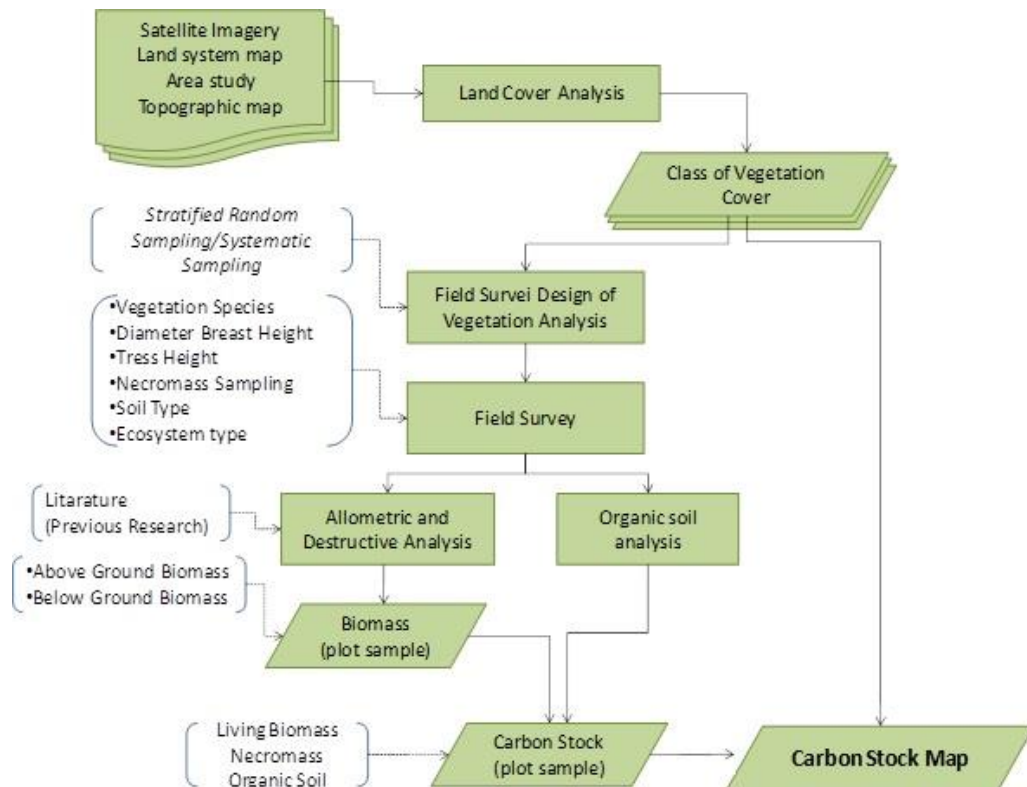 Satellite Imagery
Land system map
Area study
Topographic map
Land Cover Analysis
Class of Vegetation
Cover
Stratified Random
Sampling/Systematic
Sampling
Field Survei Design of
Vegetation Analysis
•Vegetation Species
•Diameter Breast Height
•Tress Height
•Necromass Sampling
•Soil Type
•Ecosystem type
Field Survey
Litarature
(Previous Research)
Allometric and
Destructive Analysis
Organic soil
analysis
•Above Ground Biomass
•Below Ground Biomass
Biomass
(plot sample)
Living Biomass
Necromass
Organic Soil
Carbon Stock
(plot sample)
Carbon Stock Map